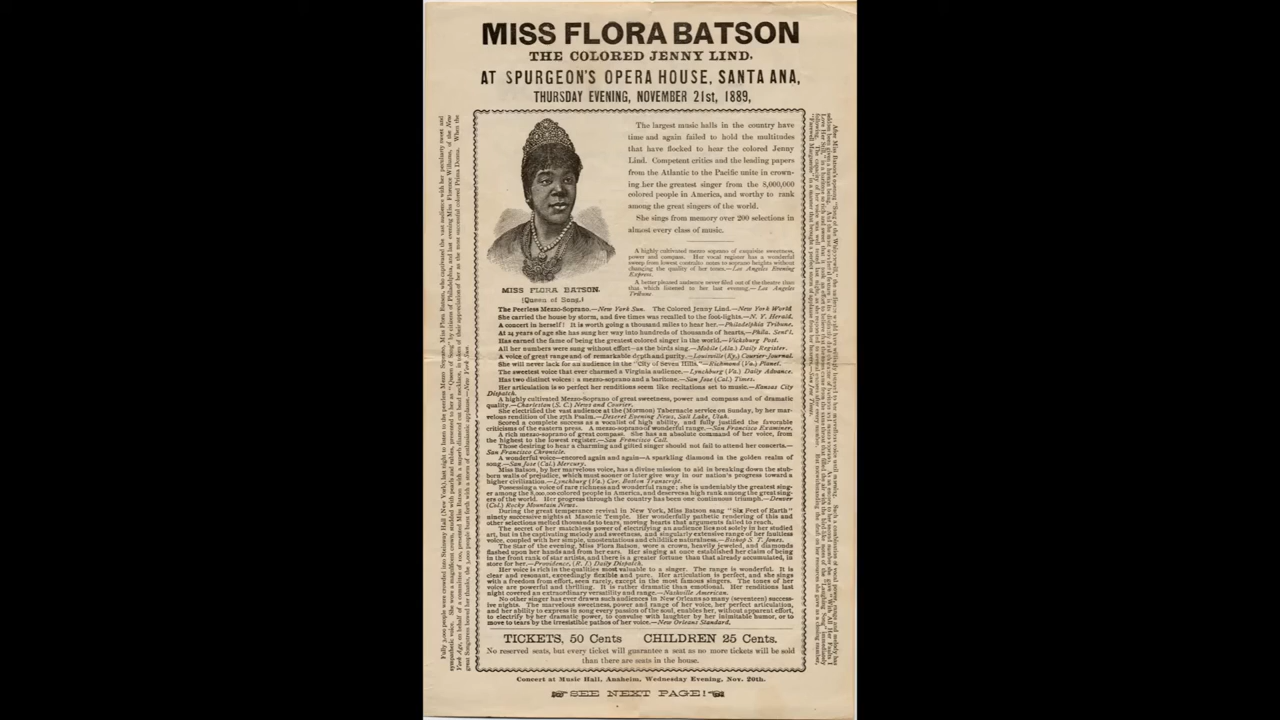 MISS FLORA BATSON
THE COLORED JENNY LIND,
AT SPURGEON'S OPERA HOUSE, SANTA ANA,
THURSDAY EVENING, NOVEMBER 21st, 1889,
The largest music halls in the country have
time and again failed to hold the multitudes
that have flocked to hear the colored Jenny
Lind. Competent critics and the leading papers
from the Atlantic to the Pacific unite in crown-
ing her the greatest singer from the 8,000,000
colored people in America, and worthy to rank
among the great singers of the world.
She sings from memory over 200 selections in
almost every class of music.
A highly cultivated mezzo soprano of exquisite sweetness,
power and compass. Her vocal register has a wonderful
sweep from lowest contralto notes to soprano heights without
changing the quality of her tones.—Los Angeles Evening
Express.
A better pleased audience never filed out of the theatre than
that which listened to her last evening.—Los Angeles
Tribune.
MISS FLORA BATSON.
(Queen of Song.)
The Peerless Mezzo-Soprano.—New York Sun. The Colored Jenny Lind.—New York World
She carried the house by storm, and five times was recalled to the foot-lights.—N. Y. Herald.
A concert in herself! It is worth going a thousand miles to hear her.—Philadelphia Tribune.
At 14 years of age she has sung her way into hundreds of thousands of hearts.—Phila. Sent'l.
Has earned the fame of being the greatest colored singer in the world.—Vicksburg Post.
All her numbers were sung without effort—as the birds sing.—Mobile (Ala.) Daily Register.
A voice of great range and of remarkable depth and purity.—Louisville (Ky.) Courier-Journal.
She will never lack for an audience in the "City of Seven Hills."—Richmond (Va.) Planet.
The sweetest voice that ever charmed a Virginia audience.—Lynchburg (Va.) Daily Advance.
Has two distinct voices: a mezzo-soprano and a baritone.—San Jose (Cal.) Times.
Her articulation is so perfect her renditions seem like recitations set to music.—Kansas City
Dispatch.
A highly cultivated Mezzo-Soprano of great sweetness, power and compass and of dramatic
quality.—Charleston (S. C.) News and Courier.
She electrified the vast audience at the (Mormon) Tabernacle service on Sunday, by her mar-
velous rendition of the 27th Psalm.—Deseret Evening News, Salt Lake, Utah.
Scored a complete success as a vocalist of high ability, and fully justified the favorable
criticisms of the eastern press. A mezzo-soprano of wonderful range.—San Francisco Examiner.
A rich mezzo-soprano of great compass. She has an absolute command of her voice, from
the highest to the lowest register.—San Francisco Call.
Those desiring to hear a charming and gifted singer should not fail to attend her concerts.—
San Francisco Chronicle.
A wonderful voice—encored again and again—A sparkling diamond in the golden realms of
song.—San Jose (Cal.) Mercury.
Miss Batson, by her marvelous voice, has a divine mission to aid in breaking down the stub-
born walls of prejudice, which must sooner or later give way in our nation's progress toward a
higher civilization.—Lynchburg (Va.) Cor. Boston Transcript.
Possessing a voice of rare richness and wonderful range; she is undeniably the greatest sing-
er among the 8,000,000 colored people in America, and deserves a high rank among the great sing-
ers of the world. Her progress through the country has been one continuous triumph.—Denver
(Col.) Rocky Mountain News.
During the great temperance revival in New York, Miss Batson sang "Six Feet of Earth"
ninety successive nights at Masonic Temple. Her wonderfully pathetic rendering of this and
other selections melted thousands to tears, moving hearts that arguments failed to reach.
The secret of her matchless power of electrifying an audience lies not solely in her studied
art, but in the captivating melody and sweetness, and singularly extensive range of her faultless
voice, coupled with her simple, unostentatious and childlike naturalness.—Bishop S. T. Jones.
The Star of the evening, Miss Flora Batson, wore a crown, heavily jeweled, and diamonds
flashed upon her hands and from her ears. Her singing at once established her claim of being
in the front rank of star artists, and there is a greater fortune than that already accumulated, in
store for her.—Providence, (R. I.) Daily Dispatch.
Her voice is rich in the qualities most valuable to a singer. The range is wonderful. It is
clear and resonant, exceedingly flexible and pure. Her articulation is perfect, and she sings
with a freedom from effort, seen rarely, except in the most famous singers. The tones of her
voice are powerful and thrilling. It is rather dramatic than emotional. Her renditions last
night covered an extraordinary versatility and range.—Nashville American.
No other singer has ever drawn such audiences in New Orleans so many (seventeen) success-
ive nights. The marvelous sweetness, power and range of her voice, her perfect articulation,
and her ability to express in song every passion of the soul, enables her, without apparent effort,
to electrify by her dramatic power, to convulse with laughter by her inimitable humor, or to
move to tears by the irresistible pathos of her voice.—New Orleans Standard.
TICKETS, 50 Cents CHILDREN 25 Cents.
No reserved seats, but every ticket will guarantee a seat as no more tickets will be sold
than there are seats in the house.
Concert at Music Hall, Anaheim, Wednesday Evening, Nov. 20th.
SEE NEXT PAGE!